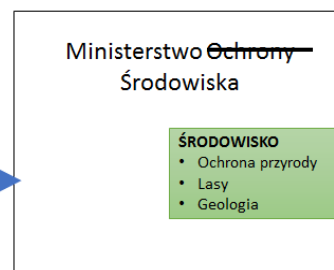 Ministerstwo Ochrony
Środowiska
ŚRODOWISKO
• Ochrona przyrody
• Lasy
• Geologia